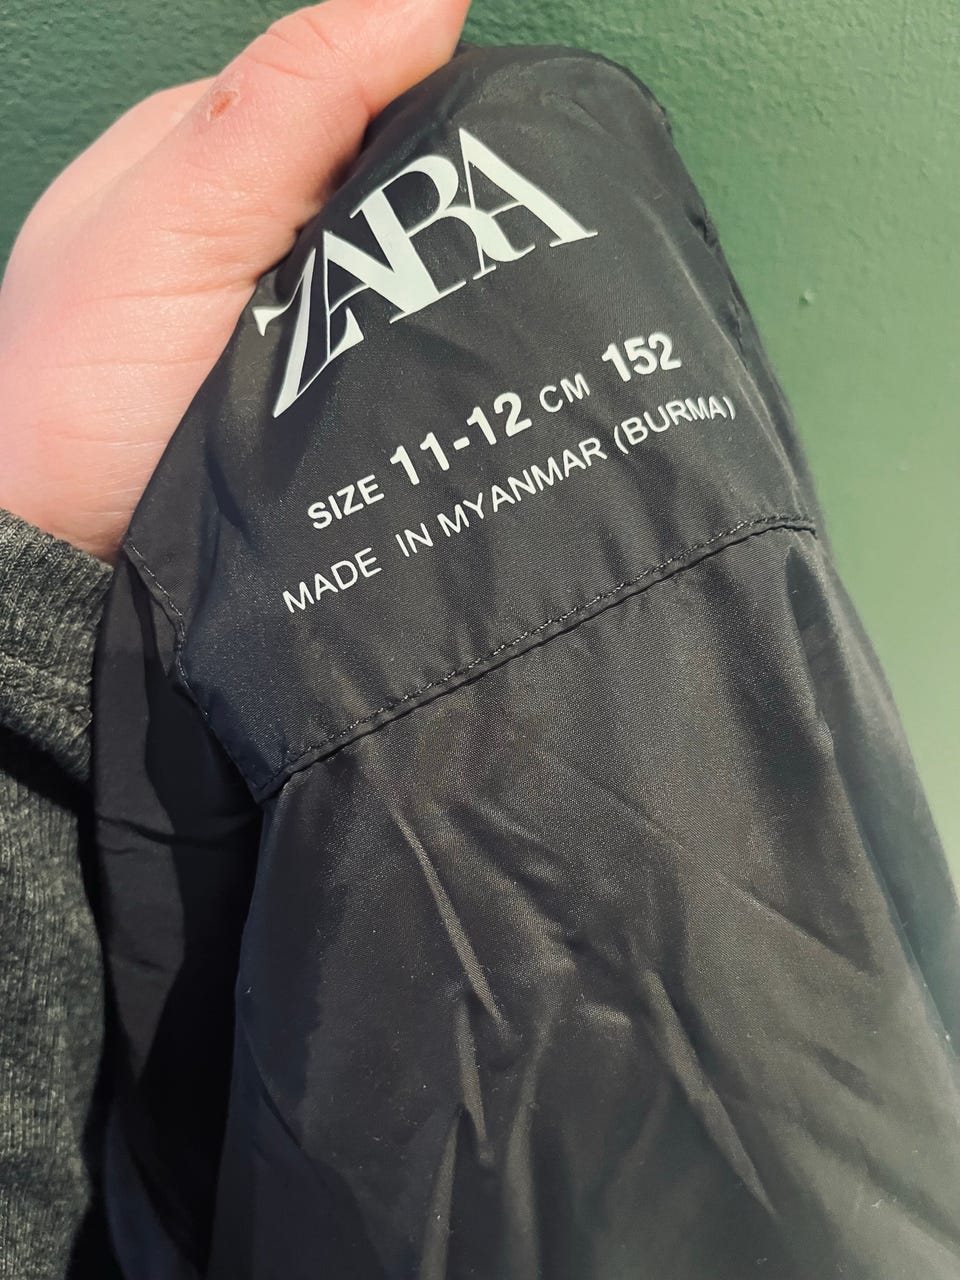 ZARA
SIZE 11-12 CM 152
MADE IN MYANMAR (BURMA)